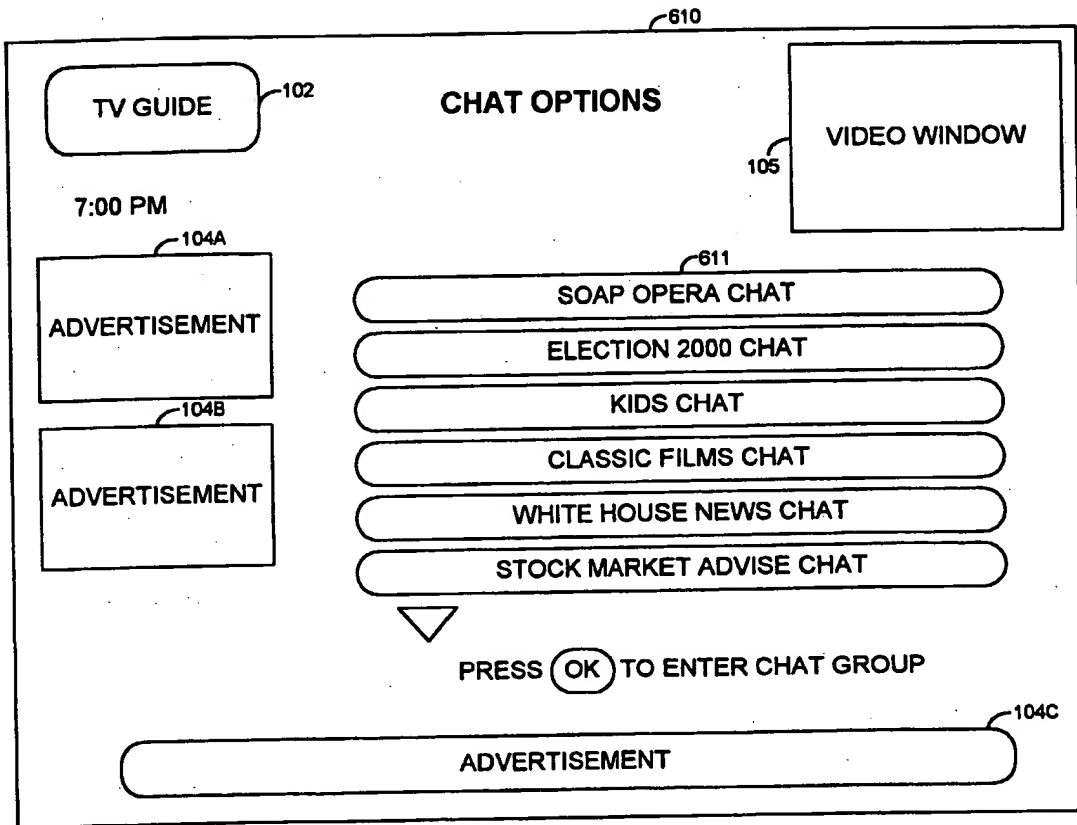 610
TV GUIDE
102
CHAT OPTIONS
VIDEO WINDOW
105
7:00 PM
104A
ADVERTISEMENT
104B
ADVERTISEMENT
611
SOAP OPERA CHAT
ELECTION 2000 CHAT
KIDS CHAT
CLASSIC FILMS CHAT
WHITE HOUSE NEWS CHAT
STOCK MARKET ADVISE CHAT
PRESS OK TO ENTER CHAT GROUP
104C
ADVERTISEMENT